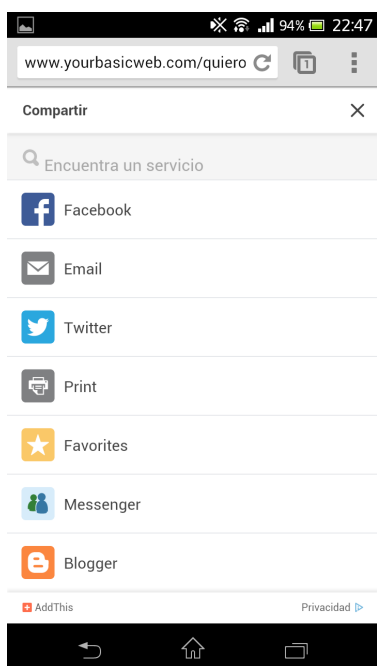 94% 22:47
www.yourbasicweb.com/quiero 1
Compartir
Encuentra un servicio
Facebook
Email
Twitter
Print
Favorites
Messenger
Blogger
AddThis Privacidad